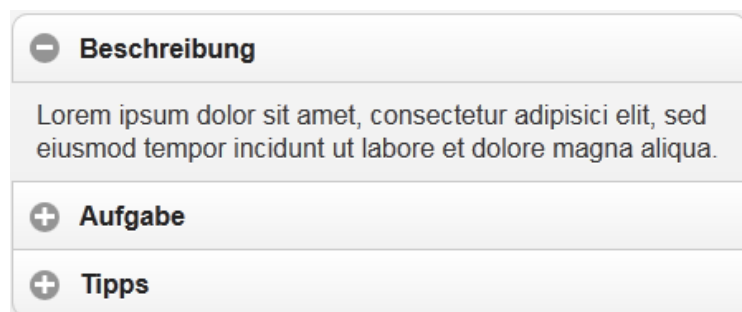 Beschreibung
Lorem ipsum dolor sit amet, consectetur adipisici elit, sed
eiusmod tempor incidunt ut labore et dolore magna aliqua.
Aufgabe
Tipps